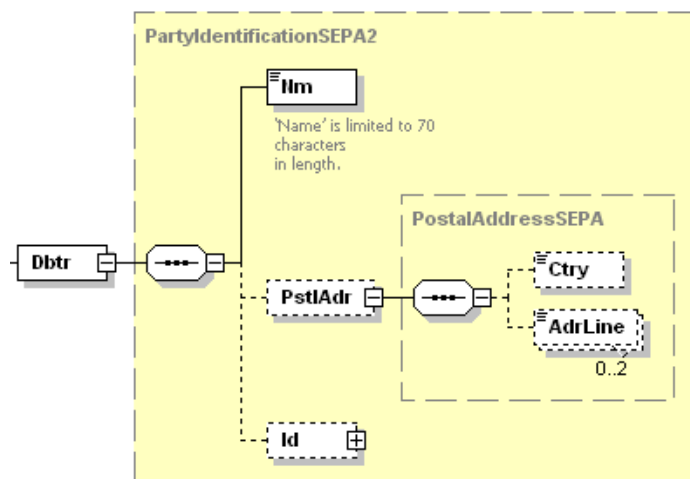 PartyIdentificationSEPA2
Nm
'Name' is limited to 70
characters
in length.
PostalAddressSEPA
Dbtr
Ctry
PstlAdr
AdrLine
0..2
Id